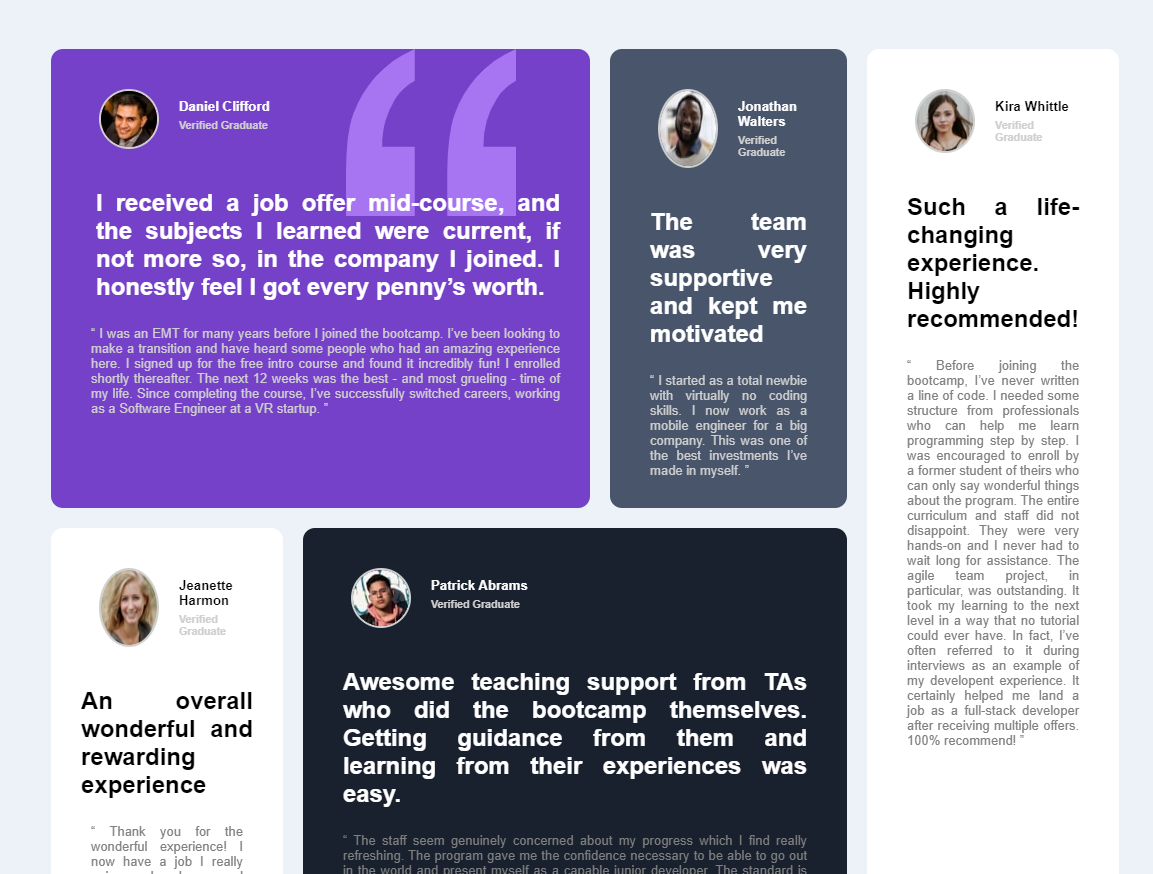 Daniel Clifford
Verified Graduate
I received a job offer mid-course, and
the subjects I learned were current, if
not more so, in the company I joined. I
honestly feel I got every penny’s worth.
“ I was an EMT for many years before I joined the bootcamp. I’ve been looking to
make a transition and have heard some people who had an amazing experience
here. I signed up for the free intro course and found it incredibly fun! I enrolled
shortly thereafter. The next 12 weeks was the best - and most grueling - time of
my life. Since completing the course, I’ve successfully switched careers, working
as a Software Engineer at a VR startup. ”
Jonathan
Walters
Verified
Graduate
The team
was very
supportive
and kept me
motivated
“ I started as a total newbie
with virtually no coding
skills. I now work as a
mobile engineer for a big
company. This was one of
the best investments I’ve
made in myself. ”
Kira Whittle
Verified
Graduate
Such a life-
changing
experience.
Highly
recommended!
“ Before joining the
bootcamp, I’ve never written
a line of code. I needed some
structure from professionals
who can help me learn
programming step by step. I
was encouraged to enroll by
a former student of theirs who
can only say wonderful things
about the program. The entire
curriculum and staff did not
disappoint. They were very
hands-on and I never had to
wait long for assistance. The
agile team project, in
particular, was outstanding. It
took my learning to the next
level in a way that no tutorial
could ever have. In fact, I’ve
often referred to it during
interviews as an example of
my developent experience. It
certainly helped me land a
job as a full-stack developer
after receiving multiple offers.
100% recommend! ”
Jeanette
Harmon
Verified
Graduate
An overall
wonderful and
rewarding
experience
“ Thank you for the
wonderful experience! I
now have a job I really
Patrick Abrams
Verified Graduate
Awesome teaching support from TAs
who did the bootcamp themselves.
Getting guidance from them and
learning from their experiences was
easy.
“ The staff seem genuinely concerned about my progress which I find really
refreshing. The program gave me the confidence necessary to be able to go out
in the world and present myself as a capable junior developer. The standard is